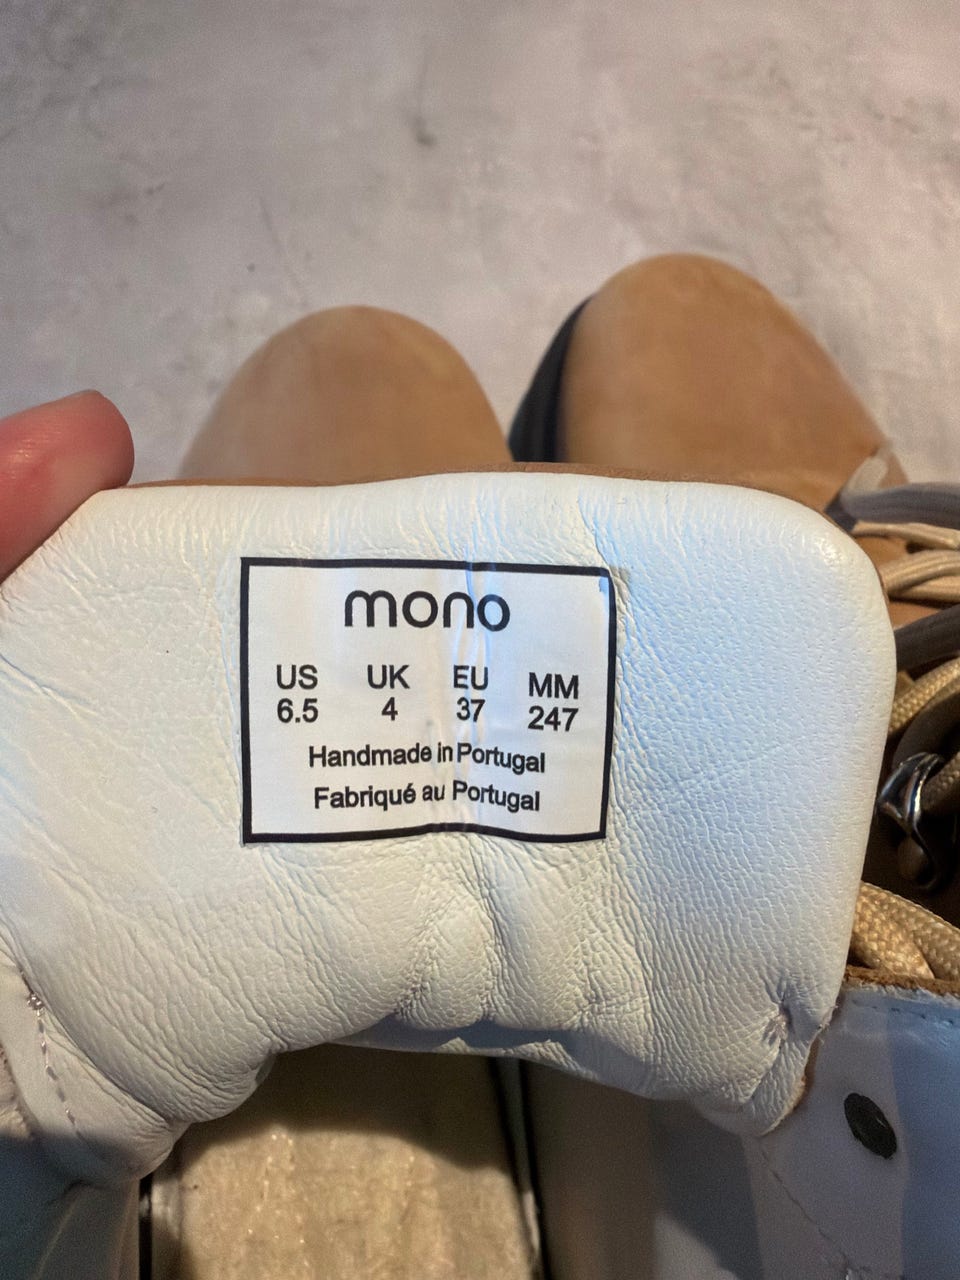 mono
US UK EU MM
6.5 4 37 247
Handmade in Portugal
Fabriqué au Portugal